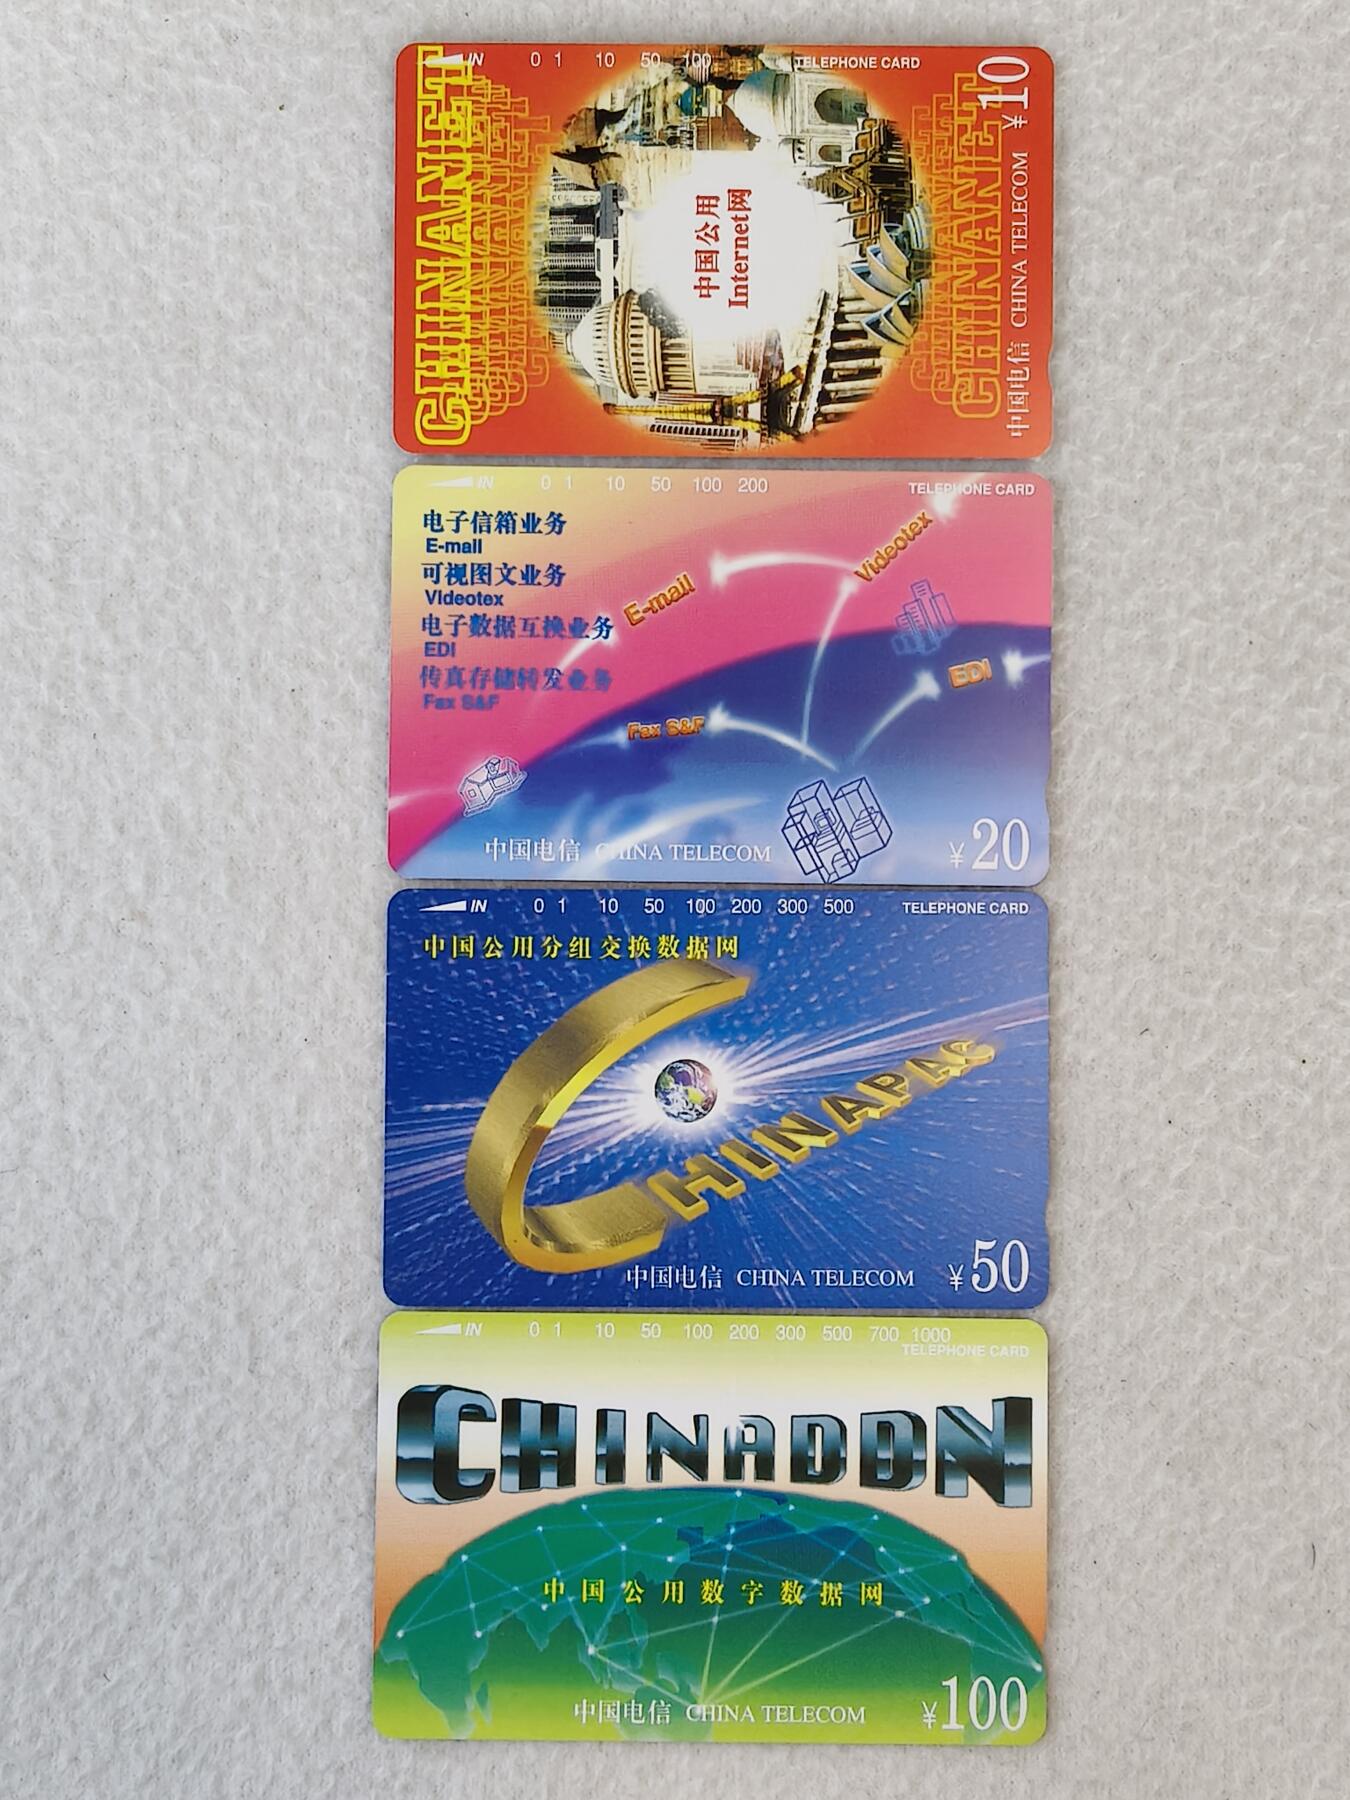 IN 0 1 10 50 100 TELEPHONE CARD
CHINANET
中国公用
Internet网
CHINANET
中国电信 CHINA TELECOM ¥10
IN 0 1 10 50 100 200 TELEPHONE CARD
电子信箱业务
E-mail
可视图文业务
Videotex
电子数据互换业务
EDI
传真存储转发业务
Fax S&F
Videotex
E-mail
EDI
Fax S&F
中国电信 CHINA TELECOM ¥20
IN 0 1 10 50 100 200 300 500 TELEPHONE CARD
中国公用分组交换数据网
CHINAPAC
中国电信 CHINA TELECOM ¥50
IN 0 1 10 50 100 200 300 500 700 1000
TELEPHONE CARD
CHINADDN
中国公用数字数据网
中国电信 CHINA TELECOM ¥100